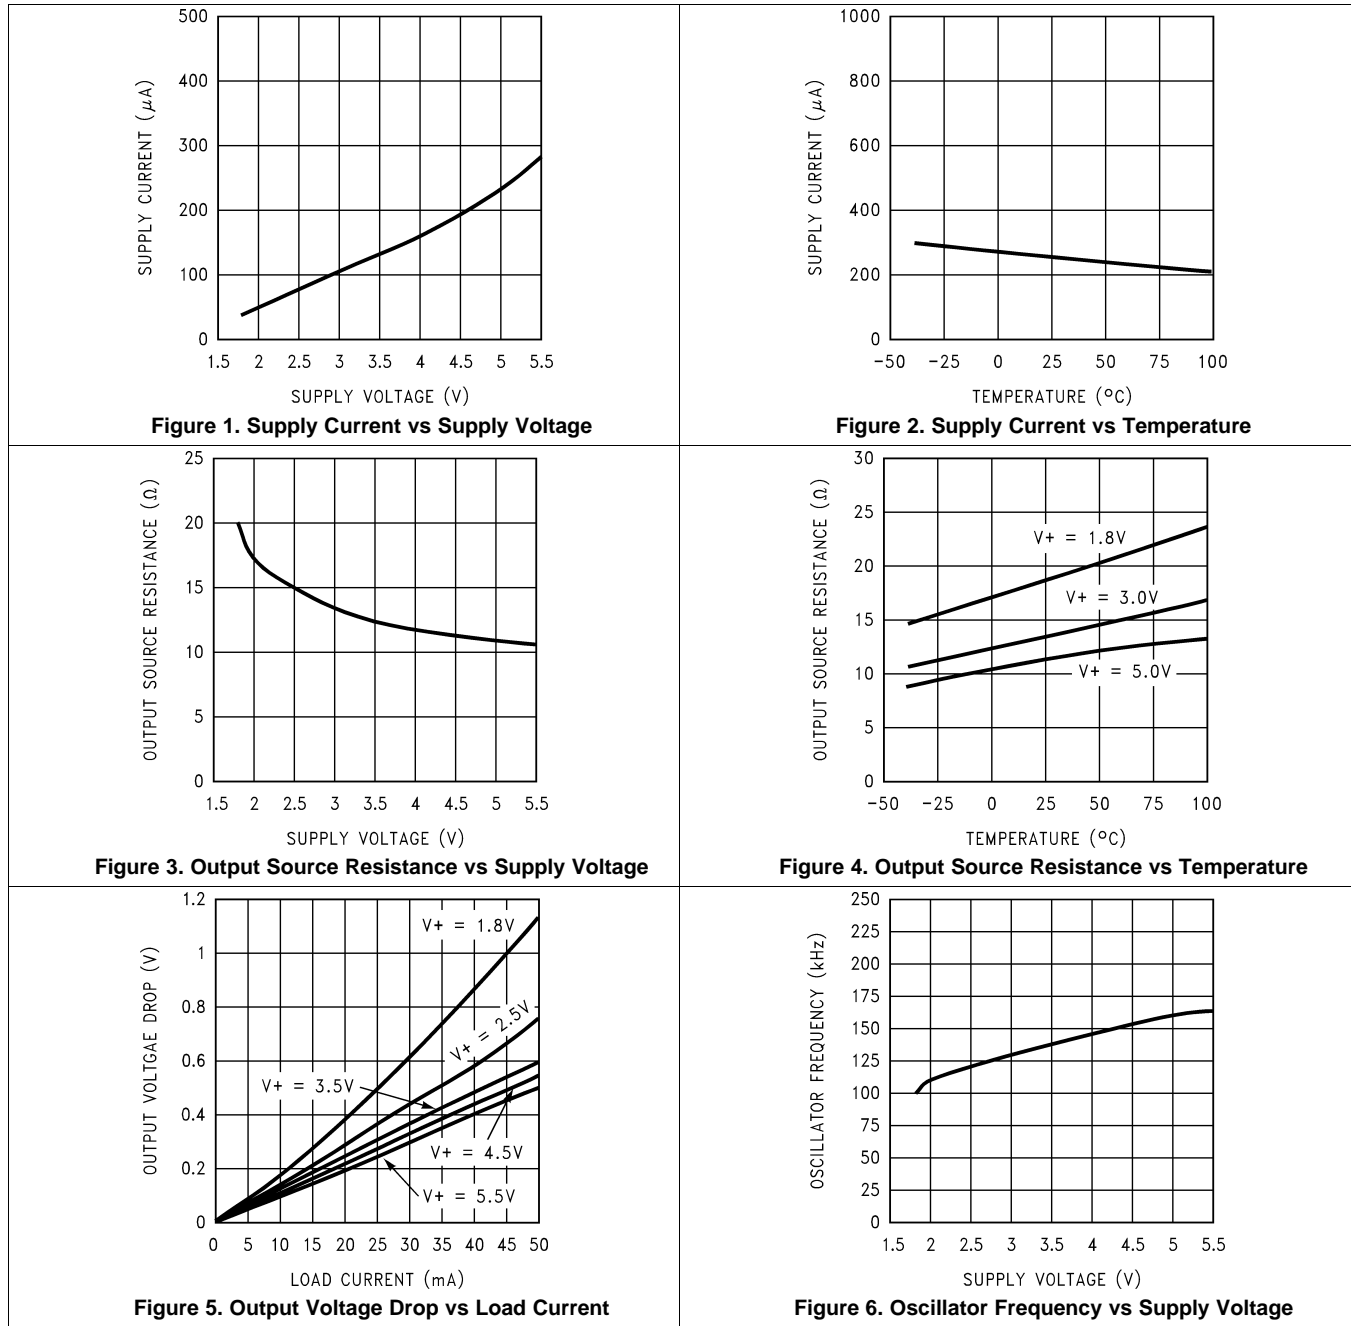 500
400
300
200
100
0
SUPPLY CURRENT (µA)
1.5 2 2.5 3 3.5 4 4.5 5 5.5
SUPPLY VOLTAGE (V)
Figure 1. Supply Current vs Supply Voltage
1000
800
600
400
200
0
SUPPLY CURRENT (µA)
−50 −25 0 25 50 75 100
TEMPERATURE (°C)
Figure 2. Supply Current vs Temperature
25
20
15
10
5
0
OUTPUT SOURCE RESISTANCE (Ω)
1.5 2 2.5 3 3.5 4 4.5 5 5.5
SUPPLY VOLTAGE (V)
Figure 3. Output Source Resistance vs Supply Voltage
30
25
20
15
10
5
0
OUTPUT SOURCE RESISTANCE (Ω)
V+ = 1.8V
V+ = 3.0V
V+ = 5.0V
−50 −25 0 25 50 75 100
TEMPERATURE (°C)
Figure 4. Output Source Resistance vs Temperature
1.2
1
0.8
0.6
0.4
0.2
0
OUTPUT VOLTGAE DROP (V)
V+ = 1.8V
V+ = 2.5V
V+ = 3.5V
V+ = 4.5V
V+ = 5.5V
0 5 10 15 20 25 30 35 40 45 50
LOAD CURRENT (mA)
Figure 5. Output Voltage Drop vs Load Current
250
225
200
175
150
125
100
75
50
25
0
OSCILLATOR FREQUENCY (kHz)
1.5 2 2.5 3 3.5 4 4.5 5 5.5
SUPPLY VOLTAGE (V)
Figure 6. Oscillator Frequency vs Supply Voltage